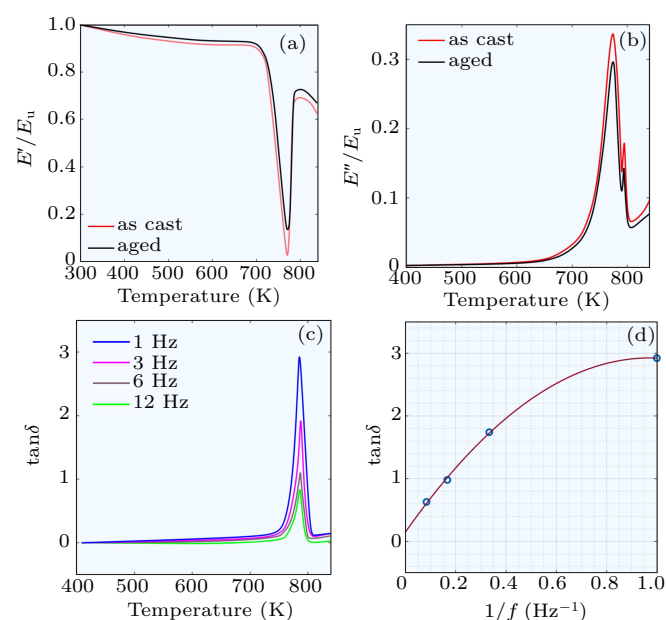 1.0
0.8
0.6
0.4
0.2
0
E′/Eu
(a)
as cast
aged
300 400 500 600 700 800
Temperature (K)
0.3
0.2
0.1
0
E″/Eu
as cast
aged
(b)
400 500 600 700 800
Temperature (K)
3
2
1
0
tanδ
1 Hz
3 Hz
6 Hz
12 Hz
(c)
400 500 600 700 800
Temperature (K)
3
2
1
0
tanδ
(d)
0 0.2 0.4 0.6 0.8 1.0
1/f (Hz⁻¹)